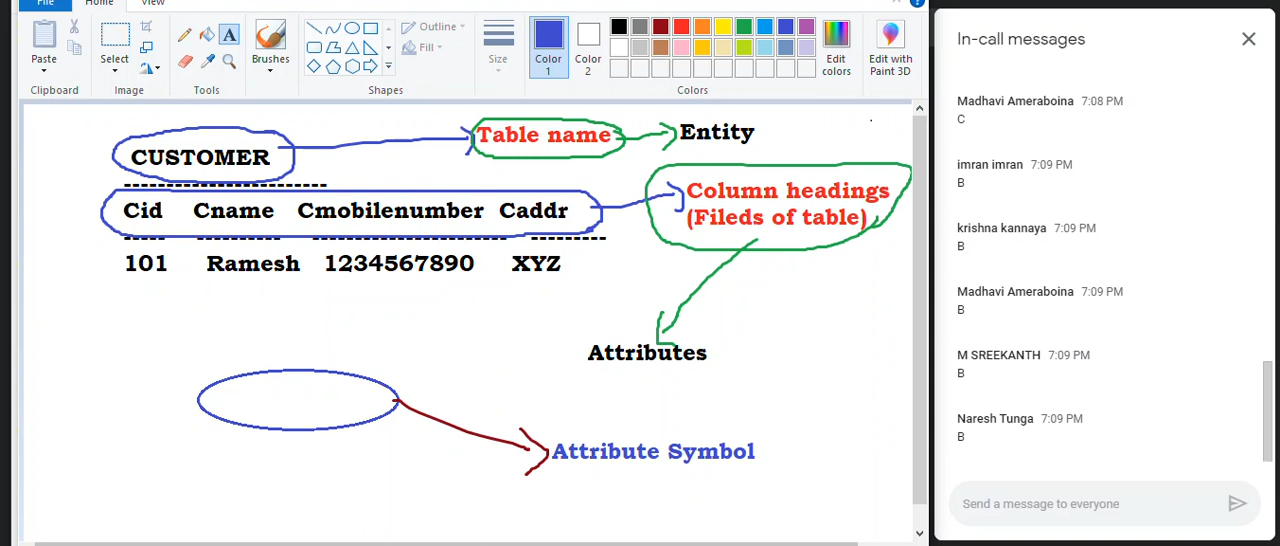 File Home View
Paste
Select
Brushes
Outline
Fill
Size
Color 1
Color 2
Edit colors
Edit with Paint 3D
Clipboard Image Tools Shapes Colors
CUSTOMER
Table name
Entity
-----------------------
Cid Cname Cmobilenumber Caddr
Column headings
(Fileds of table)
101 Ramesh 1234567890 XYZ
Attributes
Attribute Symbol
In-call messages
Madhavi Ameraboina 7:08 PM
C
imran imran 7:09 PM
B
krishna kannaya 7:09 PM
B
Madhavi Ameraboina 7:09 PM
B
M SREEKANTH 7:09 PM
B
Naresh Tunga 7:09 PM
B
Send a message to everyone